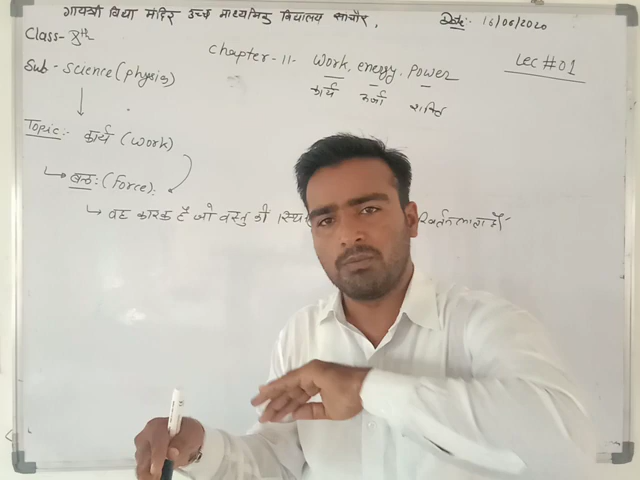 गायत्री विद्या मंदिर उच्च माध्यमिक विद्यालय सांचौर.
Date:- 16/06/2020
Class- 8th
Chapter-11- Work, energy, Power
Lec #01
Sub- Science (physics)
कार्य ऊर्जा शक्ति
Topic:- कार्य (Work)
बल:- (Force):
वह कारक है जो वस्तु की